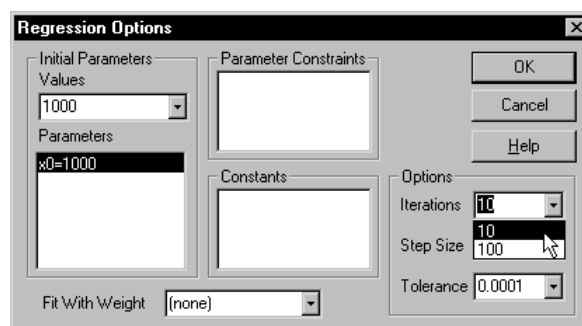 Regression Options
Initial Parameters
Values
1000
Parameters
x0=1000
Parameter Constraints
Constants
OK
Cancel
Help
Options
Iterations 10
10
100
Step Size
Tolerance 0.0001
Fit With Weight (none)